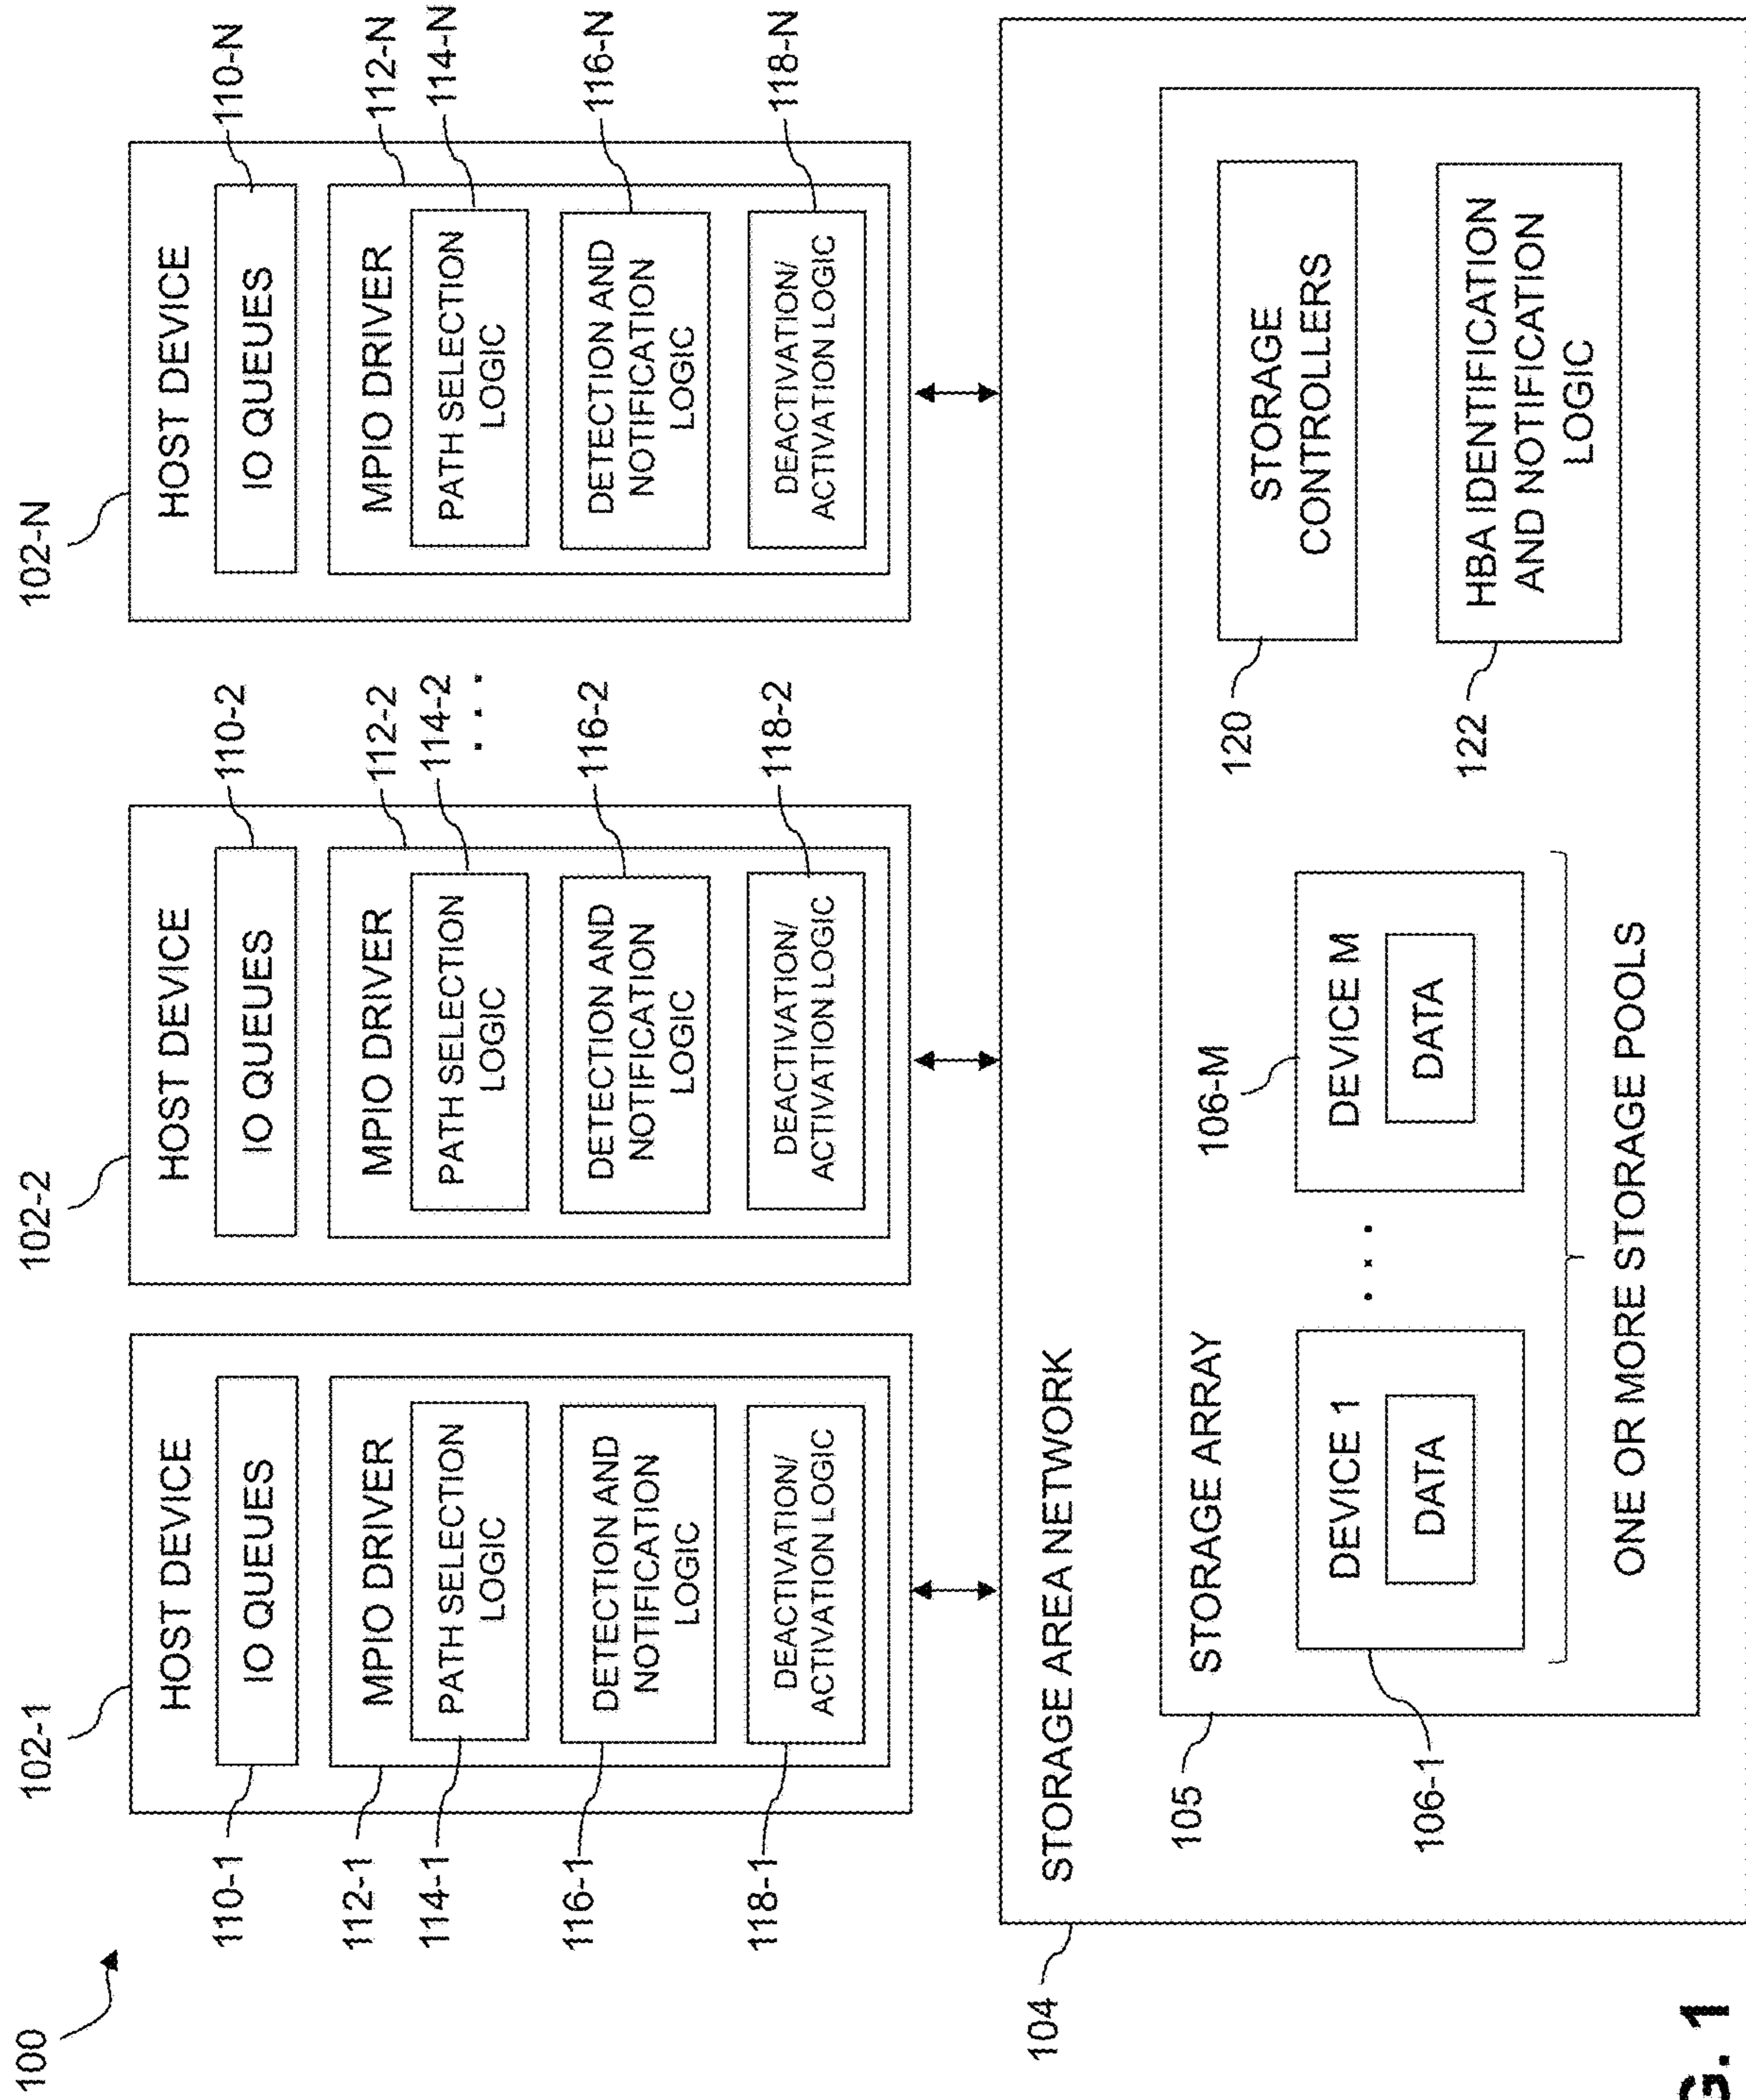 100
102-1
102-2
102-N
HOST DEVICE
IO QUEUES
MPIO DRIVER
PATH SELECTION
LOGIC
DETECTION AND
NOTIFICATION
LOGIC
DEACTIVATION/
ACTIVATION LOGIC
110-1
112-1
114-1
116-1
118-1
HOST DEVICE
IO QUEUES
MPIO DRIVER
PATH SELECTION
LOGIC
DETECTION AND
NOTIFICATION
LOGIC
DEACTIVATION/
ACTIVATION LOGIC
110-2
112-2
114-2
116-2
118-2
. . .
HOST DEVICE
IO QUEUES
MPIO DRIVER
PATH SELECTION
LOGIC
DETECTION AND
NOTIFICATION
LOGIC
DEACTIVATION/
ACTIVATION LOGIC
110-N
112-N
114-N
116-N
118-N
104
STORAGE AREA NETWORK
105
STORAGE ARRAY
106-1
DEVICE 1
DATA
. . .
106-M
DEVICE M
DATA
ONE OR MORE STORAGE POOLS
120
STORAGE
CONTROLLERS
122
HBA IDENTIFICATION
AND NOTIFICATION
LOGIC
G. 1